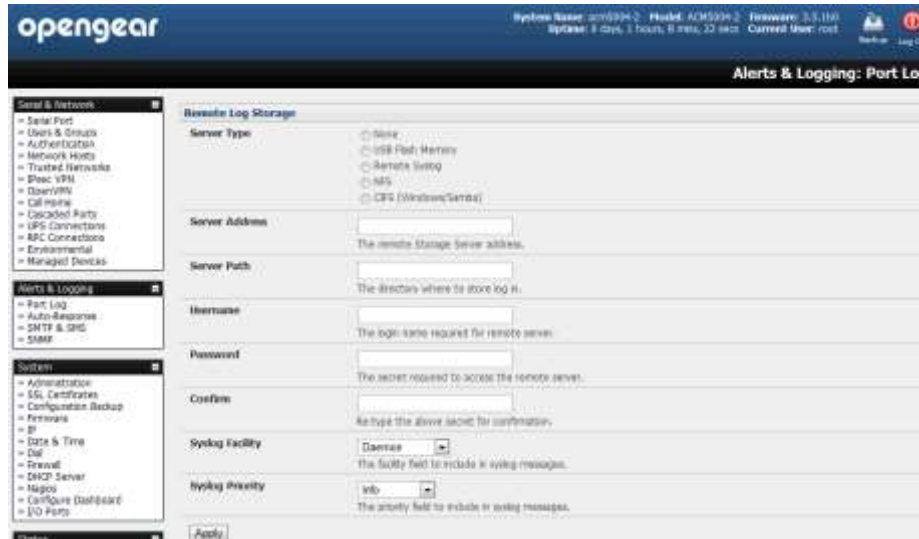 opengear
System Name: acm5004-2 Model: ACM5004-2 Firmware: 3.5.
Uptime: days, 1 hours, 8 mins, 22 secs Current User: root
Backup
Log
Alerts & Logging: Port Lo
Serial & Network
Serial Port
Users & Groups
Authentication
Network Hosts
Trusted Networks
IPsec VPN
OpenVPN
Call Home
Cascaded Ports
UPS Connections
RPC Connections
Environmental
Managed Devices
Alerts & Logging
Port Log
Auto-Response
SMTP & SMS
SNMP
System
Administration
SSL Certificates
Configuration Backup
Firmware
IP
Date & Time
Dial
Firewall
DHCP Server
Nagios
Configure Dashboard
I/O Ports
Status
Remote Log Storage
Server Type
None
USB Flash Memory
Remote Syslog
NFS
CIFS (Windows/Samba)
Server Address
The remote Storage Server address.
Server Path
The directory where to store log in.
Username
The login name required for remote server.
Password
The secret required to access the remote server.
Confirm
Re-type the above secret for confirmation.
Syslog Facility
Daemon
The facility field to include in syslog messages.
Syslog Priority
Info
The priority field to include in syslog messages.
Apply